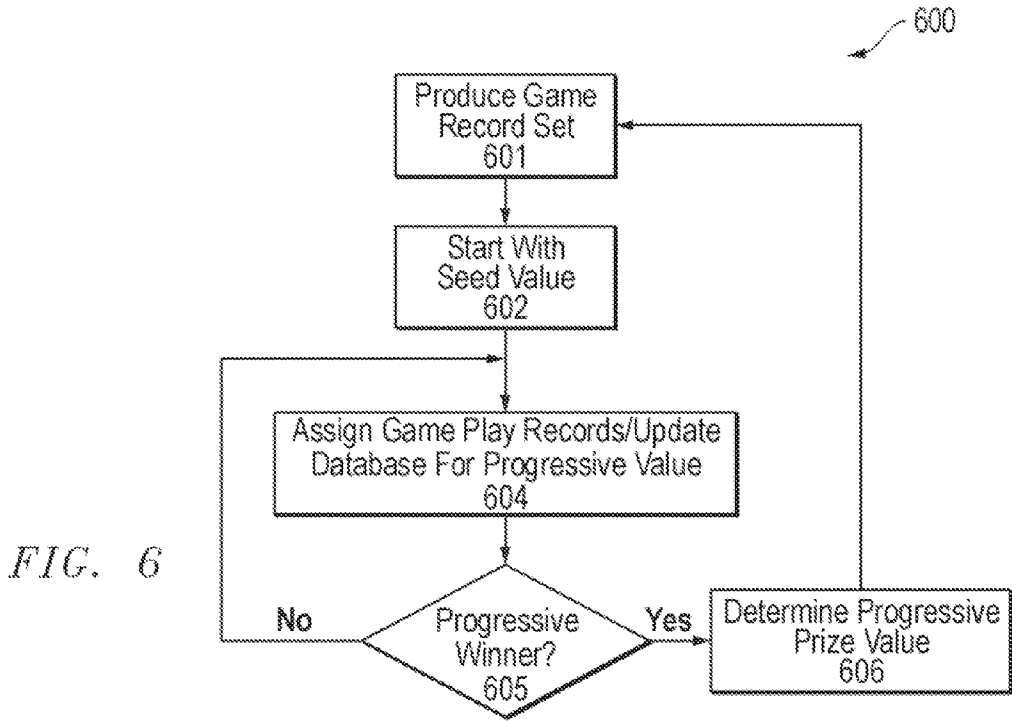 600
Produce Game
Record Set
601
Start With
Seed Value
602
Assign Game Play Records/Update
Database For Progressive Value
604
FIG. 6
No
Progressive
Winner?
605
Yes
Determine Progressive
Prize Value
606